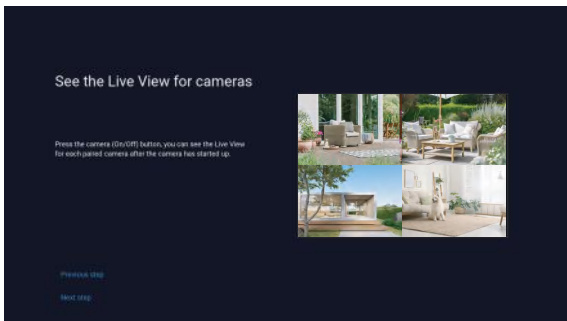 See the Live View for cameras
Press the camera (On/Off) button, you can see the Live View
for each paired camera after the camera has started up.
Previous step
Next step